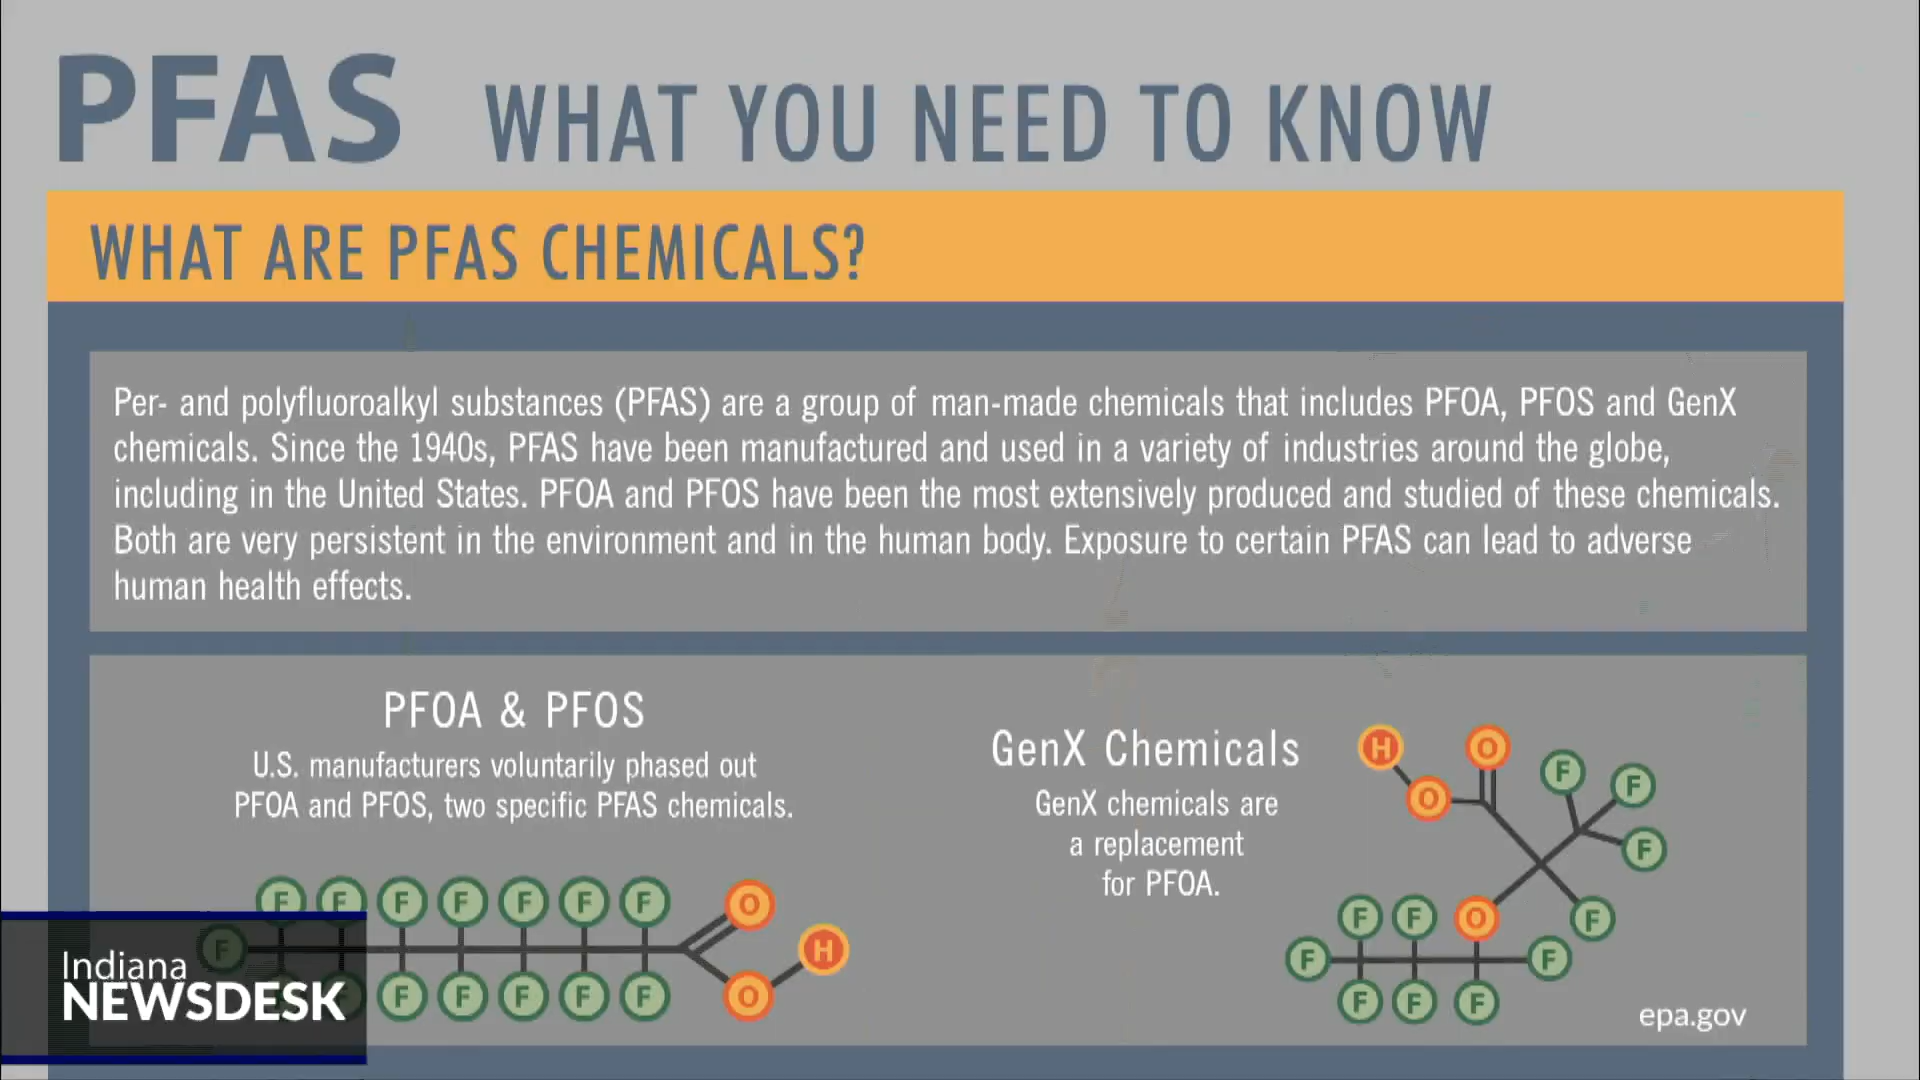 PFAS WHAT YOU NEED TO KNOW
WHAT ARE PFAS CHEMICALS?
Per- and polyfluoroalkyl substances (PFAS) are a group of man-made chemicals that includes PFOA, PFOS and GenX
chemicals. Since the 1940s, PFAS have been manufactured and used in a variety of industries around the globe,
including in the United States. PFOA and PFOS have been the most extensively produced and studied of these chemicals.
Both are very persistent in the environment and in the human body. Exposure to certain PFAS can lead to adverse
human health effects.
PFOA & PFOS
U.S. manufacturers voluntarily phased out
PFOA and PFOS, two specific PFAS chemicals.
F F F F F F F O
F H
F F F F F F O
GenX Chemicals
GenX chemicals are
a replacement
for PFOA.
H O F F
O F
F F O F
F F
F F F
epa.gov
Indiana
NEWSDESK